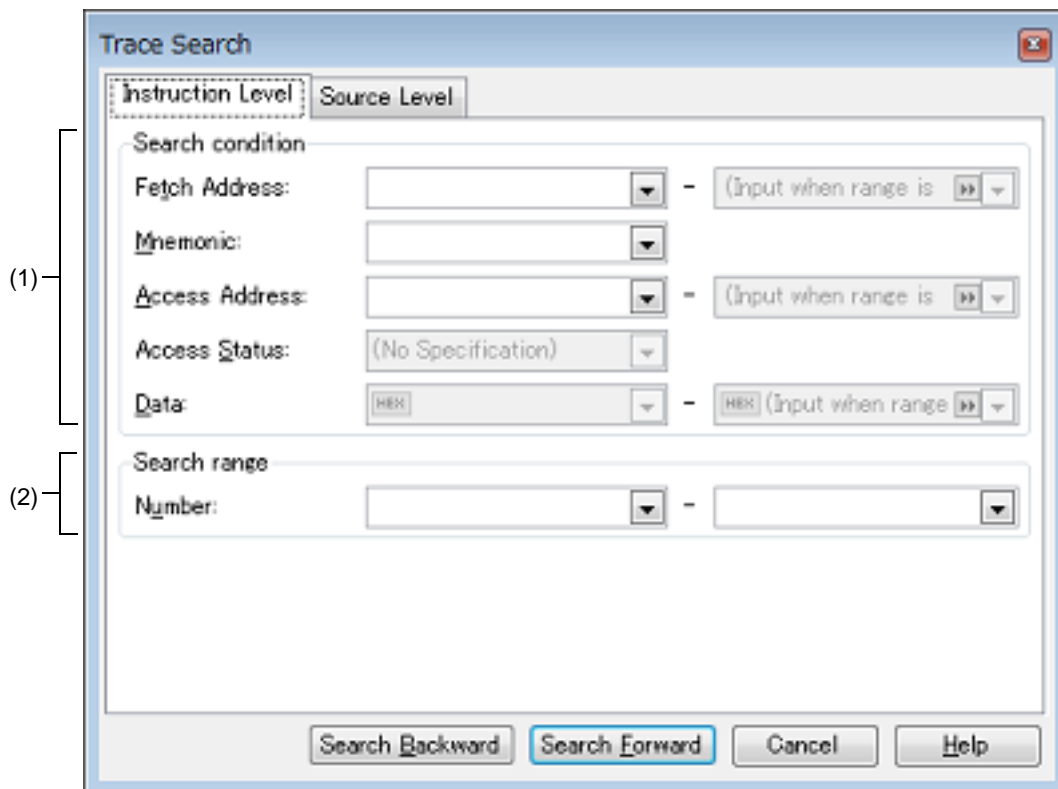 Trace Search
Instruction Level Source Level
(1)
Search condition
Fetch Address: - (Input when range is
Mnemonic:
Access Address: - (Input when range is
Access Status: (No Specification)
Data: HEX - HEX (Input when range
(2)
Search range
Number: -
Search Backward Search Forward Cancel Help